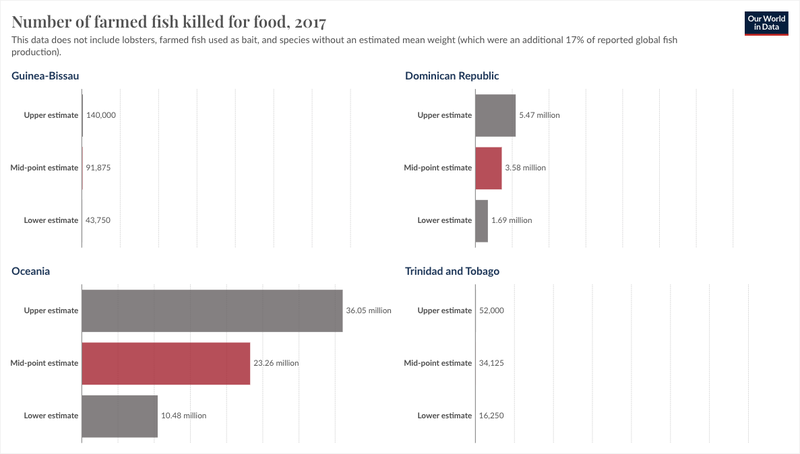 Number of farmed fish killed for food, 2017
Our World
in Data
This data does not include lobsters, farmed fish used as bait, and species without an estimated mean weight (which were an additional 17% of reported global fish
production).
Guinea-Bissau
Upper estimate 140,000
Mid-point estimate 91,875
Lower estimate 43,750
Dominican Republic
Upper estimate 5.47 million
Mid-point estimate 3.58 million
Lower estimate 1.69 million
Oceania
Upper estimate 36.05 million
Mid-point estimate 23.26 million
Lower estimate 10.48 million
Trinidad and Tobago
Upper estimate 52,000
Mid-point estimate 34,125
Lower estimate 16,250